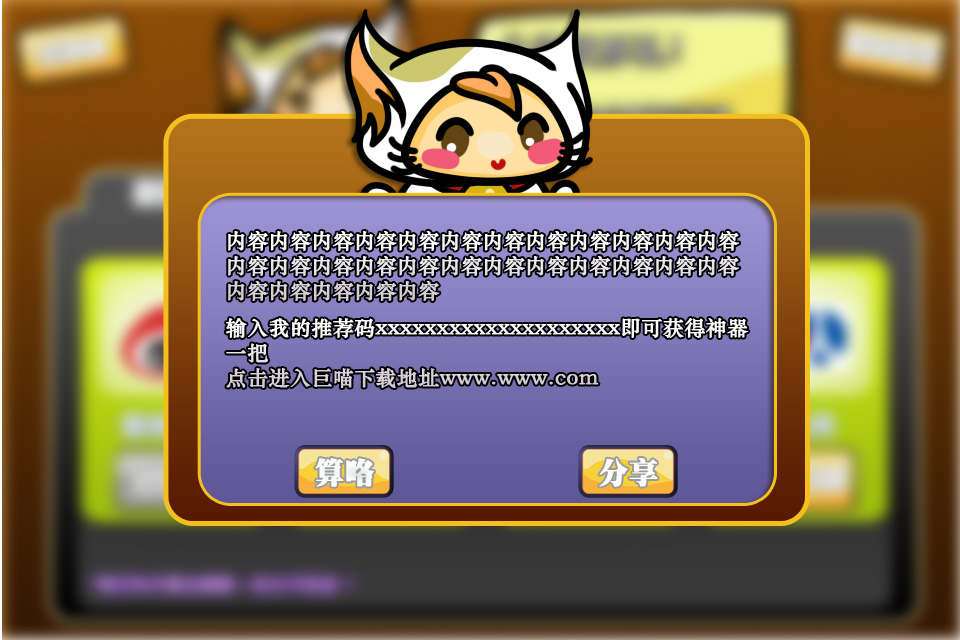 内容内容内容内容内容内容内容内容内容内容内容内容
内容内容内容内容内容内容内容内容内容内容内容内容
内容内容内容内容内容
输入我的推荐码xxxxxxxxxxxxxxxxxxxx即可获得神器
一把
点击进入巨喵下载地址www.www.com
算略
分享